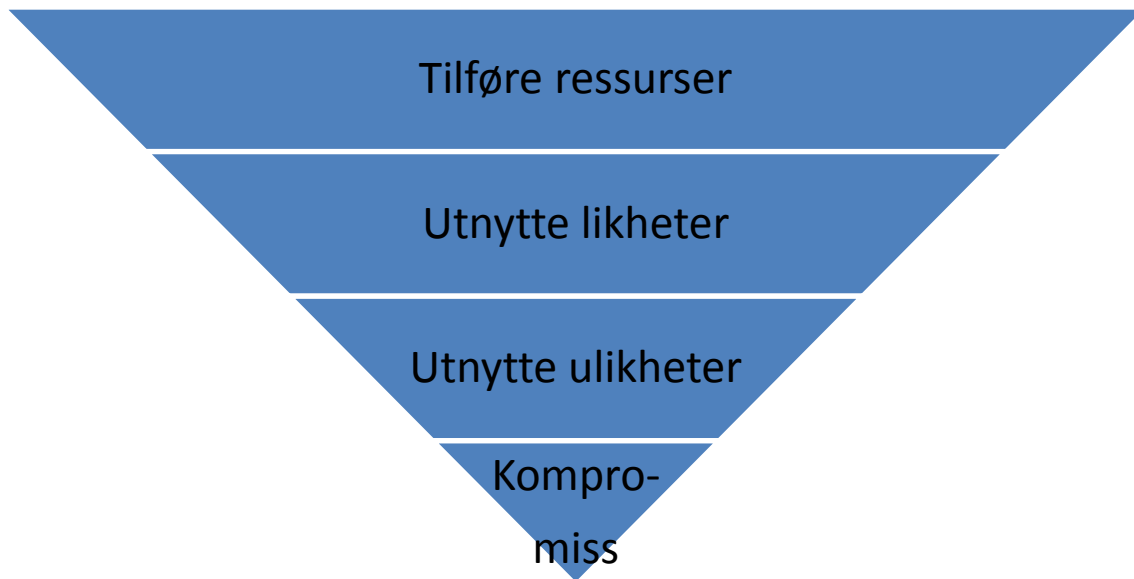 Tilføre ressurser
Utnytte likheter
Utnytte ulikheter
Kompro-
miss